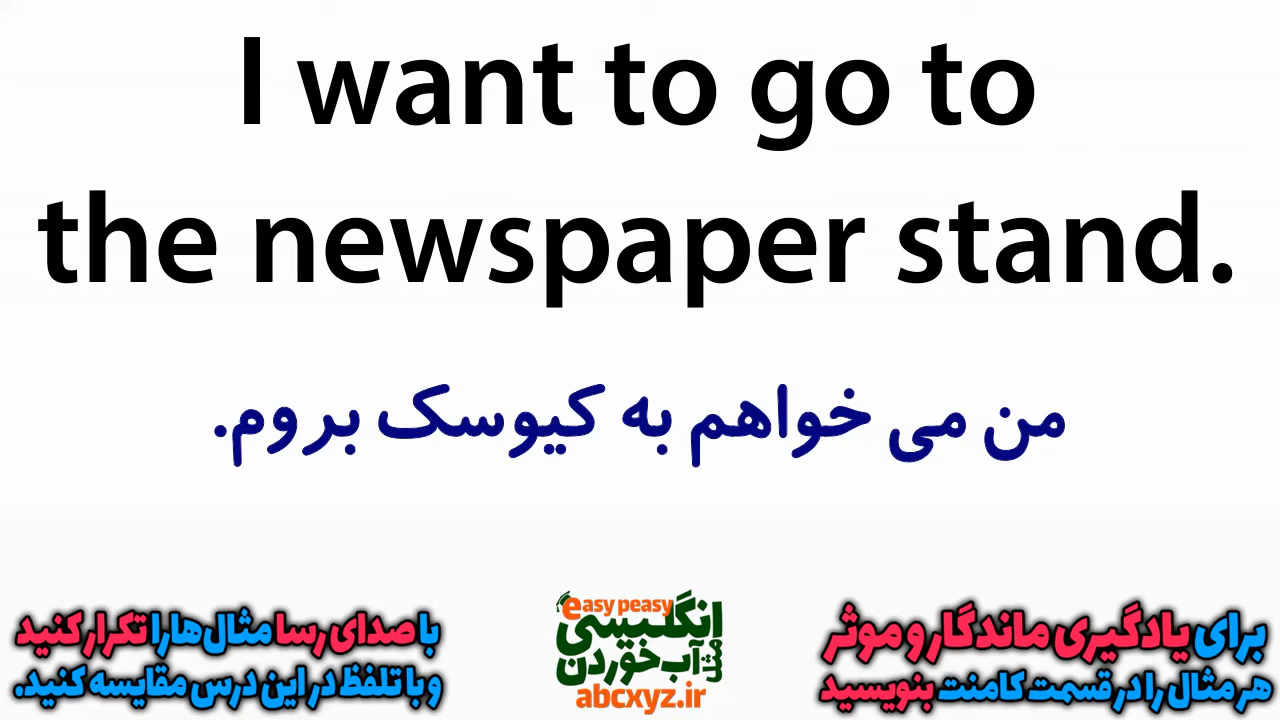 I want to go to
the newspaper stand.
من می خواهم به کیوسک بروم.
برای یادگیری ماندگار و موثر
هر مثال را در قسمت کامنت بنویسید
easy peasy
انگلیسی
مثل آب خوردن
abcxyz.ir
با صدای رسا مثال‌ها را تکرار کنید
و با تلفظ در این درس مقایسه کنید.